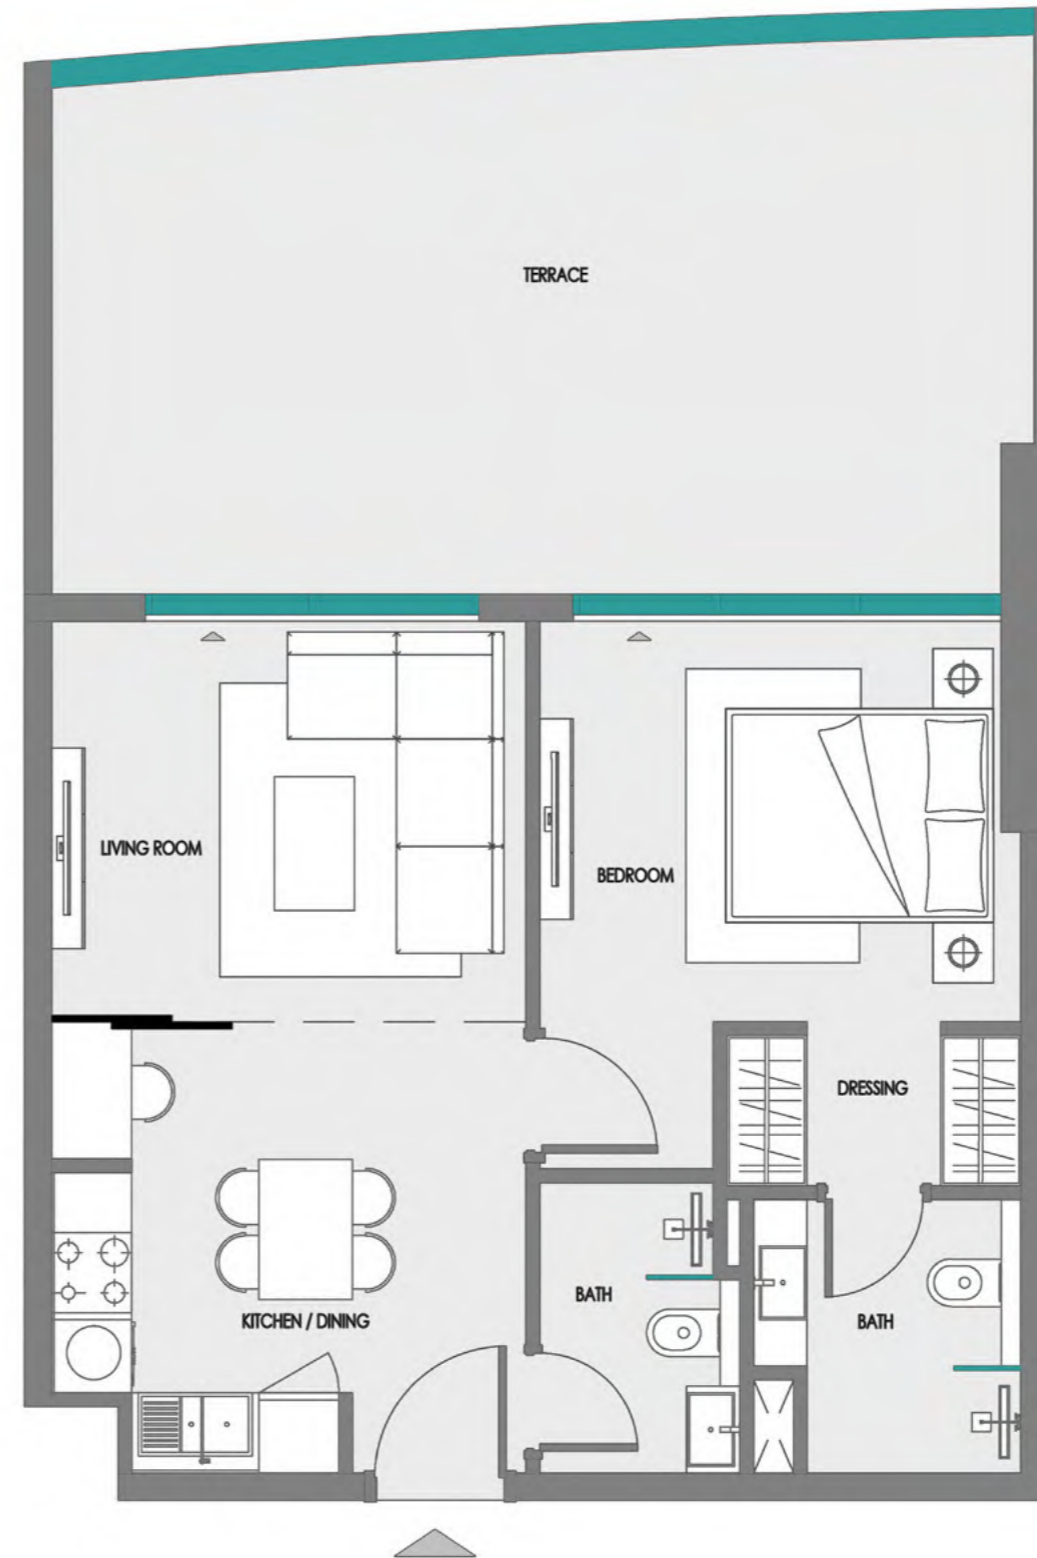 TERRACE
LIVING ROOM
BEDROOM
DRESSING
BATH
KITCHEN / DINING
BATH